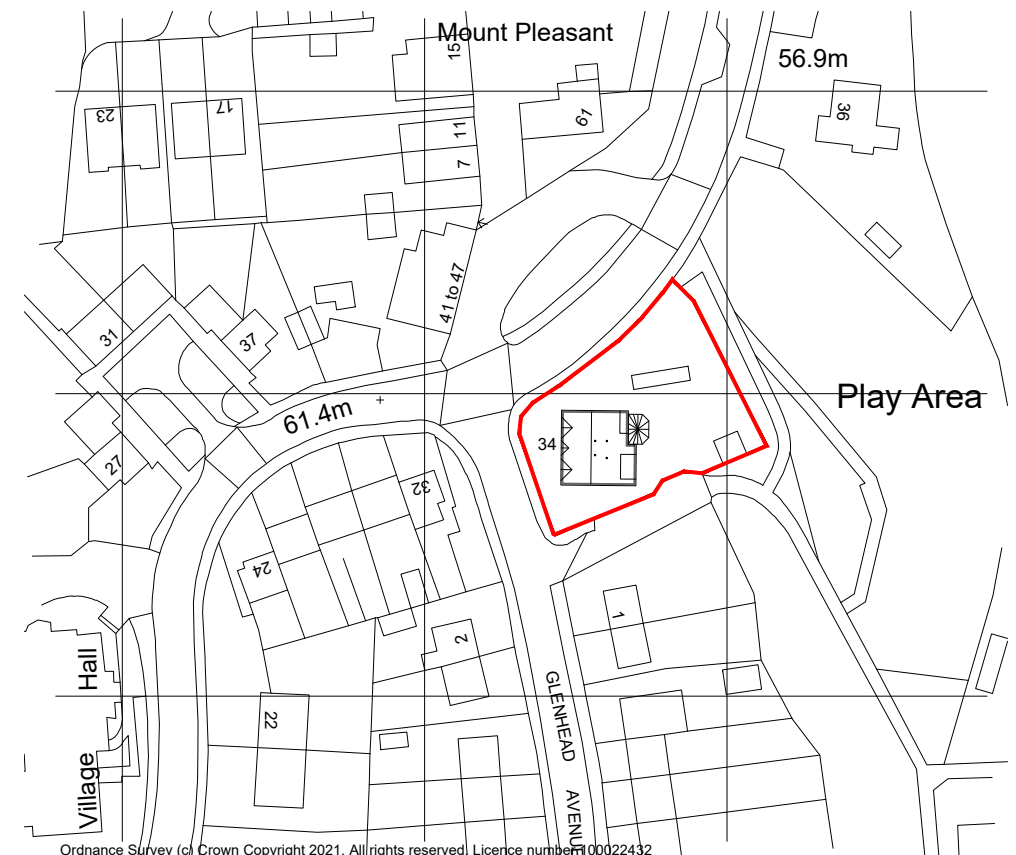 Mount Pleasant
56.9m
15
23
17
61
36
11
7
41 to 47
31
37
61.4m
Play Area
34
27
32
24
1
2
Village Hall
22
GLENHEAD AVENUE
Ordnance Survey (c) Crown Copyright 2021. All rights reserved. Licence number 100022432